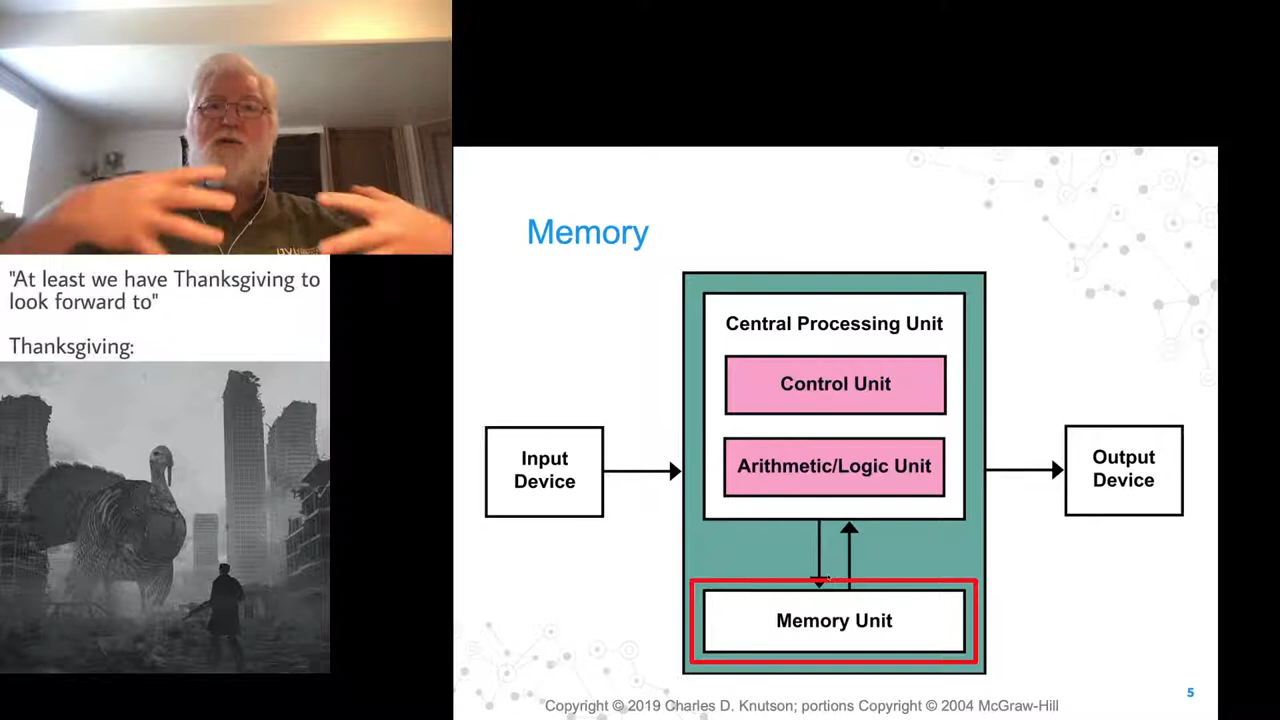 "At least we have Thanksgiving to
look forward to"
Thanksgiving:
Memory
Central Processing Unit
Control Unit
Arithmetic/Logic Unit
Input
Device
Output
Device
Memory Unit
5
Copyright © 2019 Charles D. Knutson; portions Copyright © 2004 McGraw-Hill